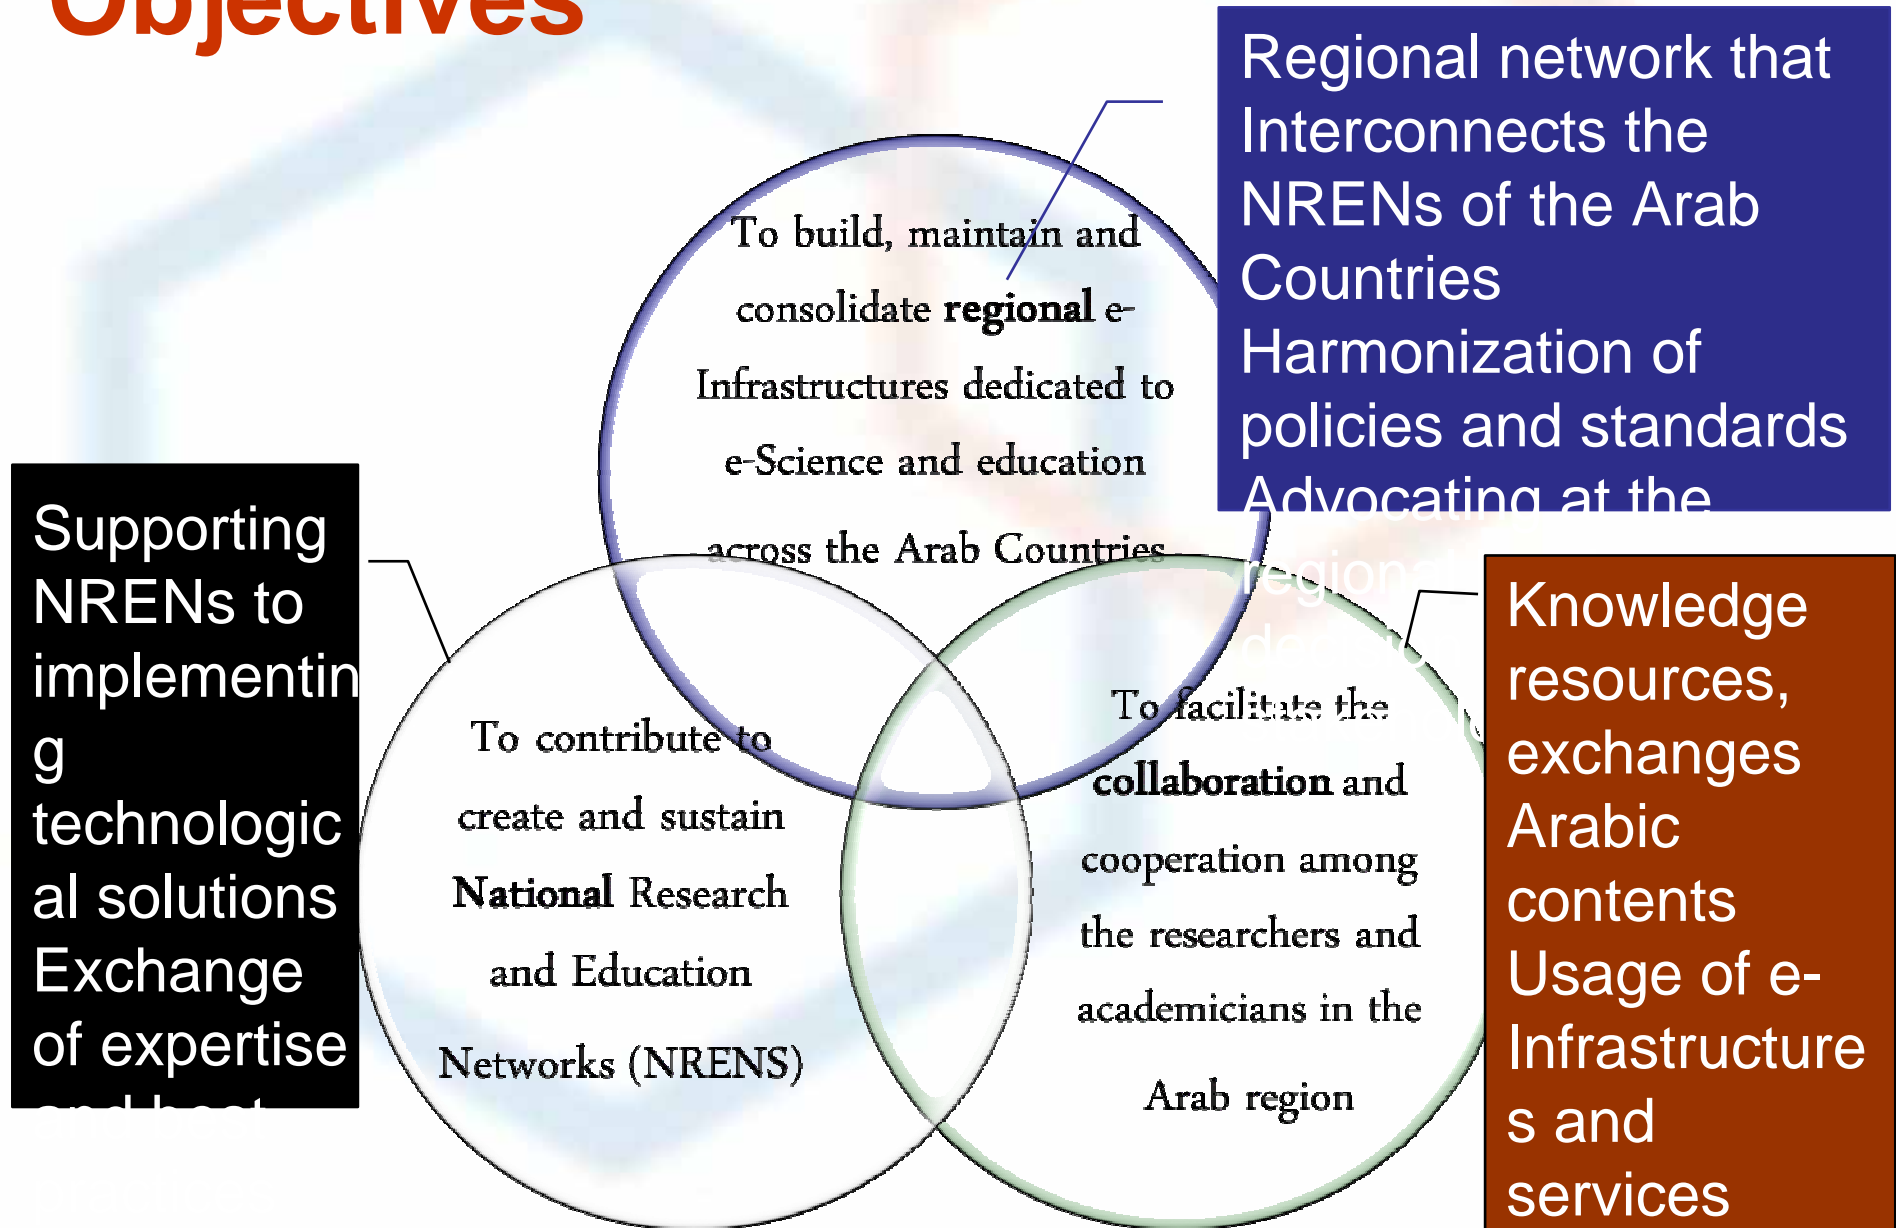 Objectives
Regional network that
Interconnects the
NRENs of the Arab
Countries
Harmonization of
policies and standards
Advocating at the
regional
To build, maintain and
consolidate regional e-
Infrastructures dedicated to
e-Science and education
across the Arab Countries
Supporting
NRENs to
implementin
g
technologic
al solutions
Exchange
of expertise
and best
To contribute to
create and sustain
National Research
and Education
Networks (NRENS)
To facilitate the
collaboration and
cooperation among
the researchers and
academicians in the
Arab region
Knowledge
resources,
exchanges
Arabic
contents
Usage of e-
Infrastructure
s and
services